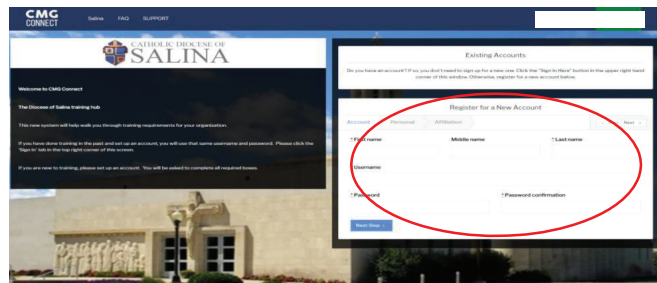 CMG
CONNECT
Salina FAQ SUPPORT
CATHOLIC DIOCESE OF
SALINA
Welcome to CMG Connect
The Diocese of Salina training hub
This new system will help walk you through training requirements for your organization.
If you have done training in the past and set up an account, you will use that same username and password. Please click the
"Sign In' tab in the top right corner of this screen.
If you are new to training, please set up an account. You will be asked to complete all required boxes.
Existing Accounts
Do you have an account? If so, you don't need to sign up for a new one. Click the "Sign In Here" button in the upper right hand
corner of this window. Otherwise, register for a new account below.
Register for a New Account
Account Personal Affiliation Next
* First name Middle name * Last name
Username
* Password * Password confirmation
Next Step